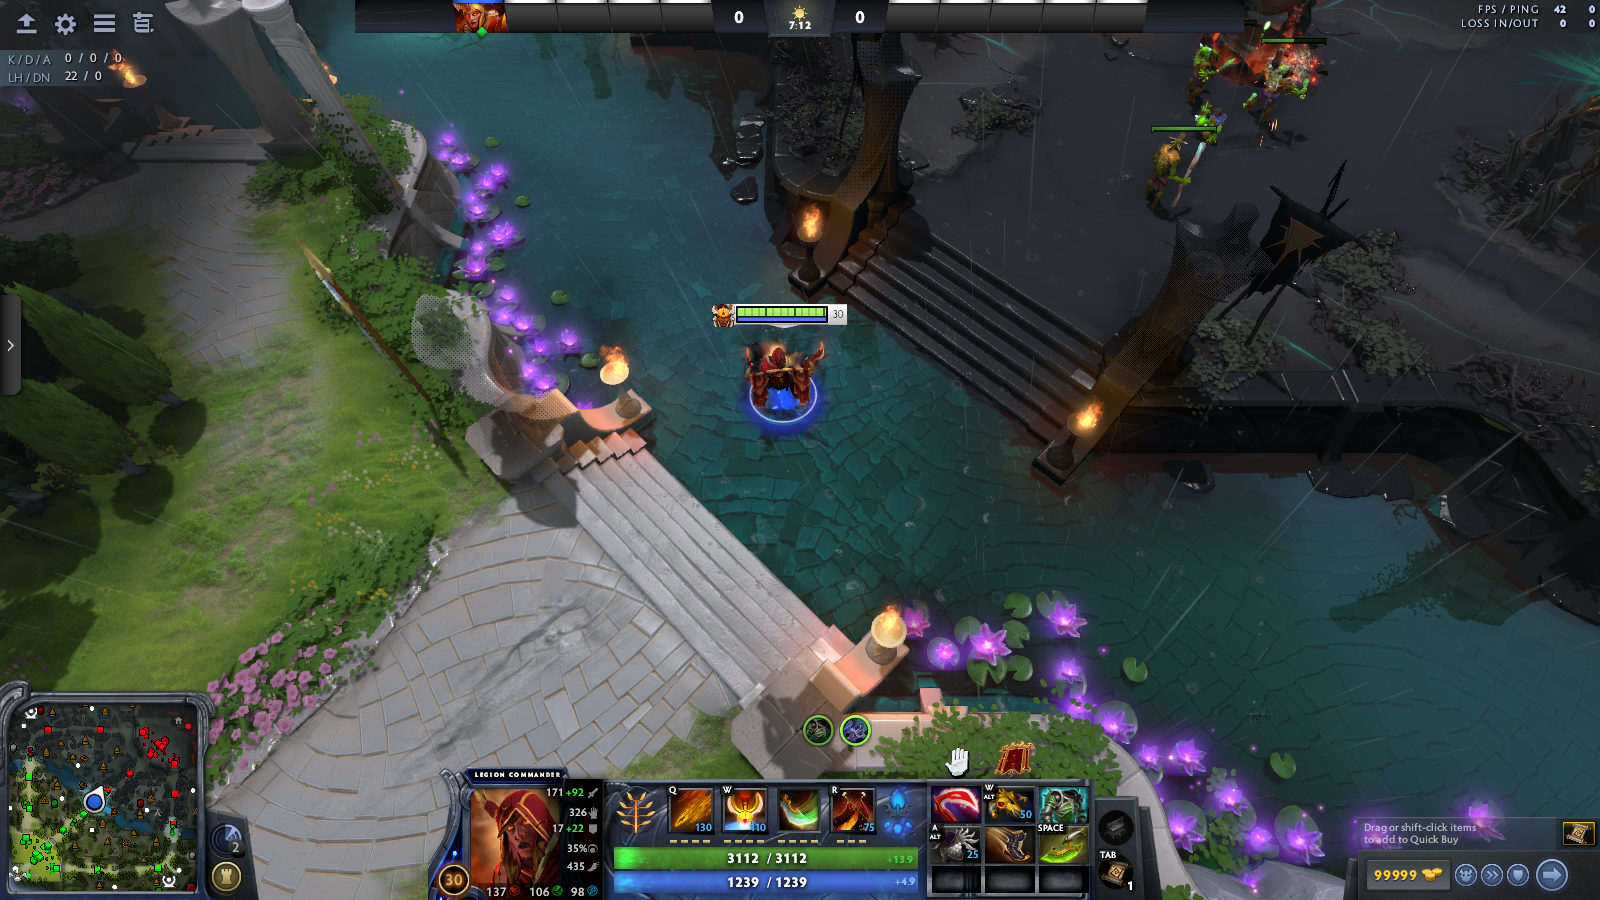 0
7:12
0
FPS / PING 42 0
LOSS IN/OUT 0 0
K / D / A 0 / 0 / 0
LH / DN 22 / 0
30
LEGION COMMANDER
171 +92
326
17 +22
35%
435
30
137 106 98
2
Q
130
W
110
R
75
3112 / 3112
+13.9
1239 / 1239
+4.9
W
ALT
50
A
ALT
25
SPACE
TAB
1
Drag or shift-click items
to add to Quick Buy
99999